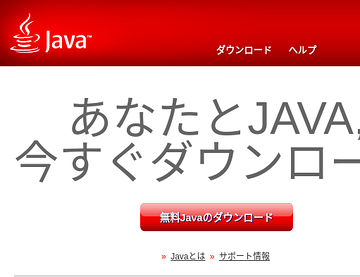 Java™
ダウンロード ヘルプ
あなたとJAVA,
今すぐダウンロー
無料Javaのダウンロード
» Javaとは » サポート情報